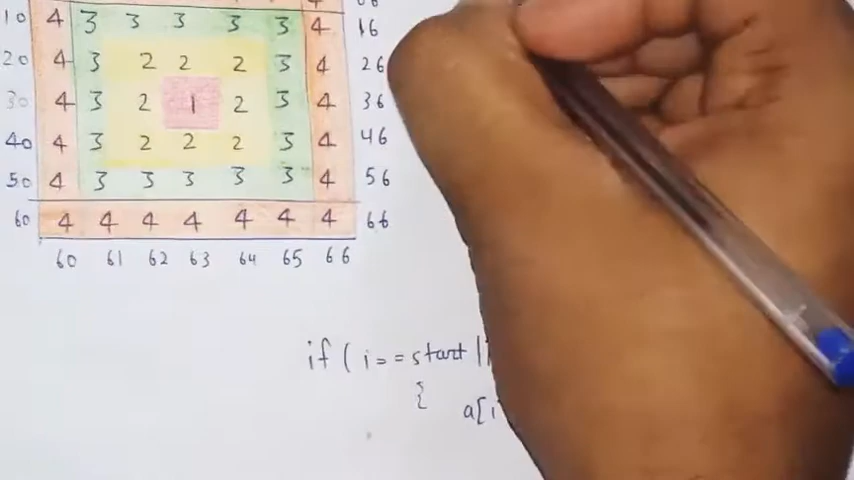 10 4 3 3 3 3 3 4 16
20 4 3 2 2 2 3 4 26
30 4 3 2 1 2 3 4 36
40 4 3 2 2 2 3 4 46
50 4 3 3 3 3 3 4 56
60 4 4 4 4 4 4 4 66
60 61 62 63 64 65 66
if ( i == start |
{ a[i